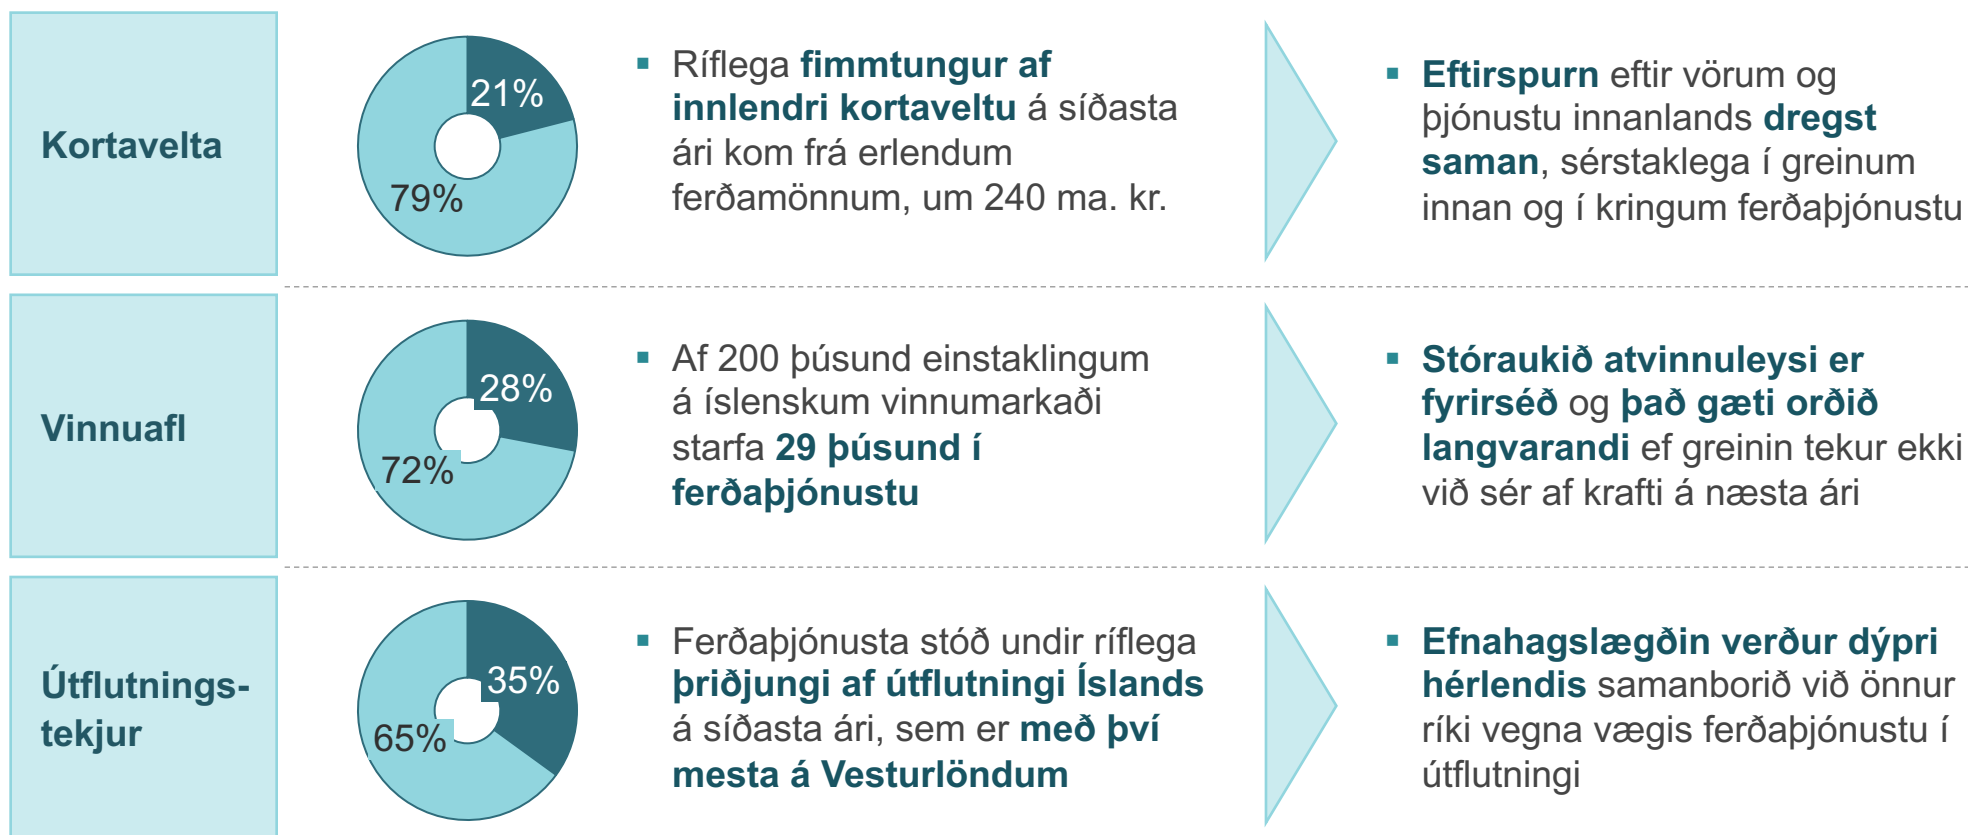 Kortavelta
21%
79%
▪ Ríflega fimmtungur af
innlendri kortaveltu á síðasta
ári kom frá erlendum
ferðamönnum, um 240 ma. kr.
▪ Eftirspurn eftir vörum og
þjónustu innanlands dregst
saman, sérstaklega í greinum
innan og í kringum ferðaþjónustu
Vinnuafl
28%
72%
▪ Af 200 þúsund einstaklingum
á íslenskum vinnumarkaði
starfa 29 þúsund í
ferðaþjónustu
▪ Stóraukið atvinnuleysi er
fyrirséð og það gæti orðið
langvarandi ef greinin tekur ekki
við sér af krafti á næsta ári
Útflutnings-
tekjur
35%
65%
▪ Ferðaþjónusta stóð undir ríflega
þriðjungi af útflutningi Íslands
á síðasta ári, sem er með því
mesta á Vesturlöndum
▪ Efnahagslægðin verður dýpri
hérlendis samanborið við önnur
ríki vegna vægis ferðaþjónustu í
útflutningi